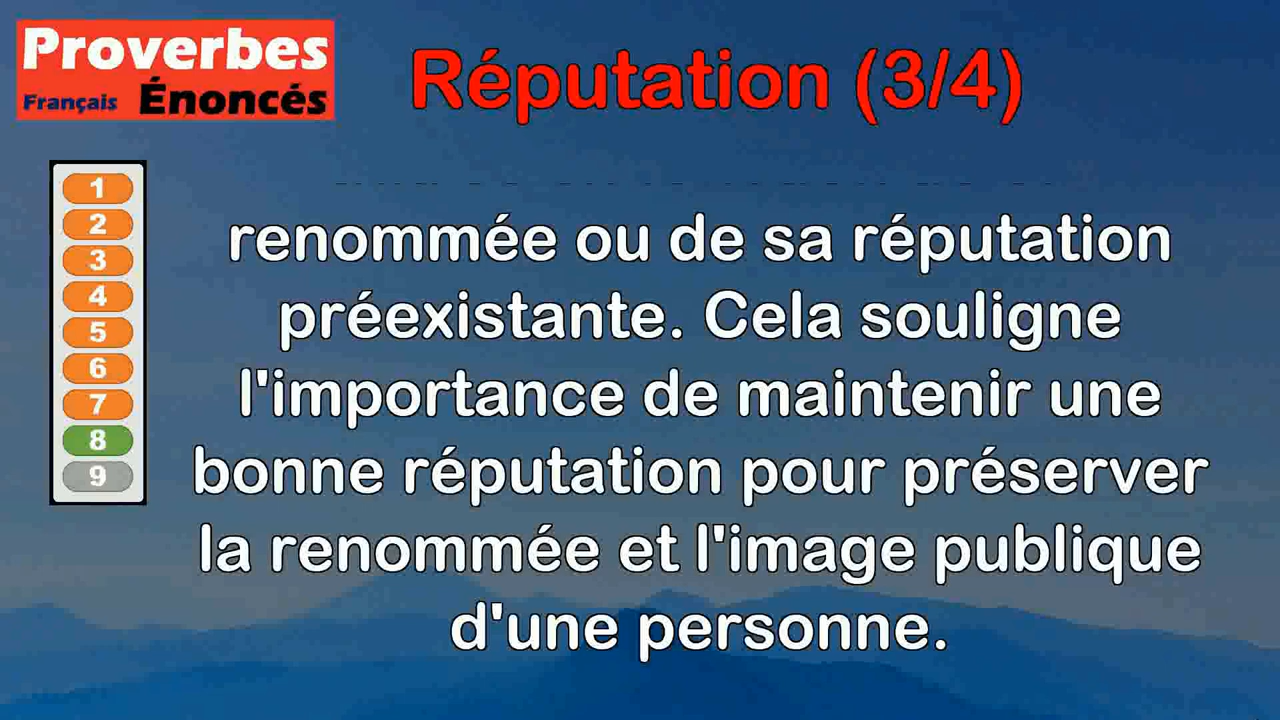 Proverbes
Français Énoncés
Réputation (3/4)
1
2
3
4
5
6
7
8
9
renommée ou de sa réputation
préexistante. Cela souligne
l'importance de maintenir une
bonne réputation pour préserver
la renommée et l'image publique
d'une personne.